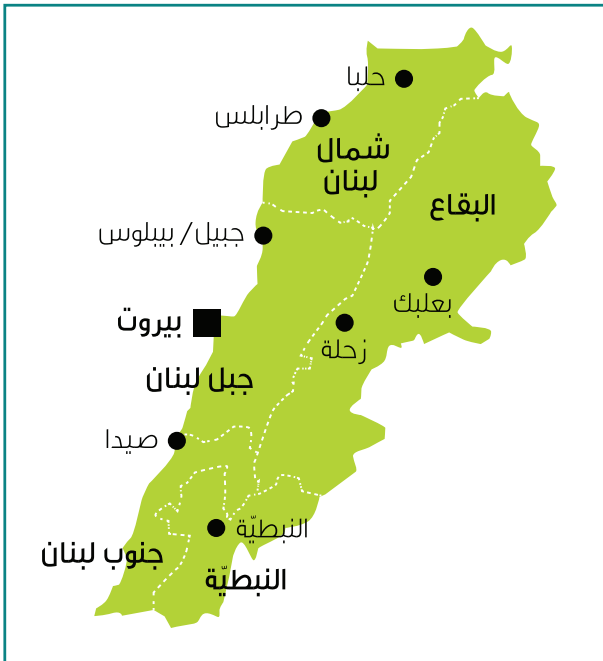 حلبا
طرابلس
شمال
لبنان
البقاع
جبيل/ بيبلوس
بعلبك
بيروت
زحلة
جبل لبنان
صيدا
النبطيّة
جنوب لبنان
النبطيّة